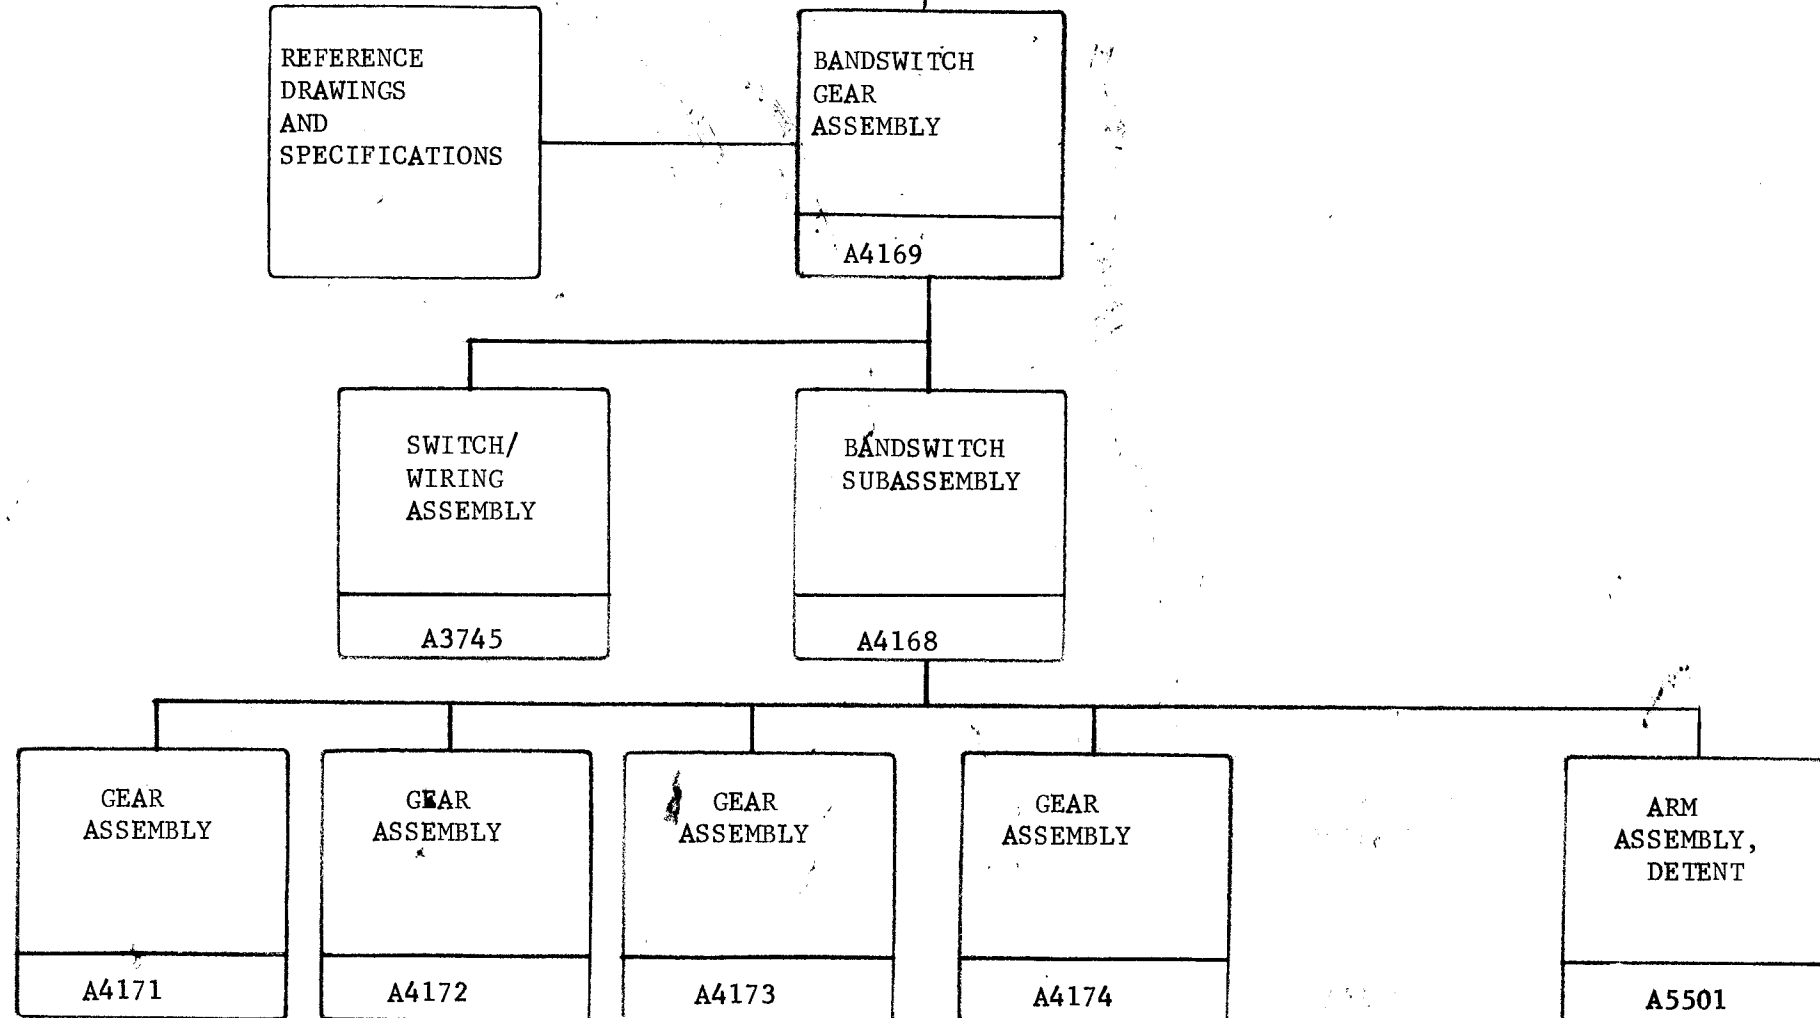 REFERENCE
DRAWINGS
AND
SPECIFICATIONS
BANDSWITCH
GEAR
ASSEMBLY
A4169
SWITCH/
WIRING
ASSEMBLY
A3745
BANDSWITCH
SUBASSEMBLY
A4168
GEAR
ASSEMBLY
A4171
GEAR
ASSEMBLY
A4172
GEAR
ASSEMBLY
A4173
GEAR
ASSEMBLY
A4174
ARM
ASSEMBLY,
DETENT
A5501